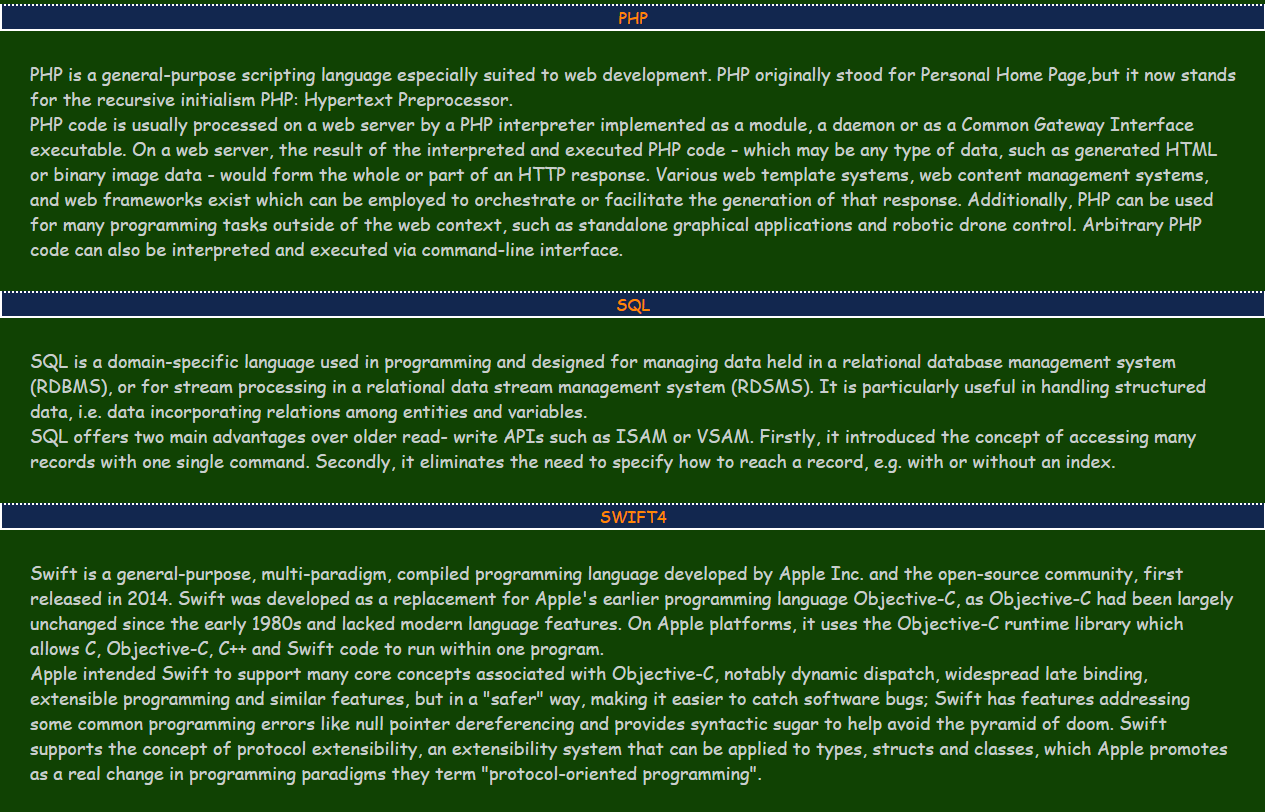 PHP
PHP is a general-purpose scripting language especially suited to web development. PHP originally stood for Personal Home Page,but it now stands
for the recursive initialism PHP: Hypertext Preprocessor.
PHP code is usually processed on a web server by a PHP interpreter implemented as a module, a daemon or as a Common Gateway Interface
executable. On a web server, the result of the interpreted and executed PHP code - which may be any type of data, such as generated HTML
or binary image data - would form the whole or part of an HTTP response. Various web template systems, web content management systems,
and web frameworks exist which can be employed to orchestrate or facilitate the generation of that response. Additionally, PHP can be used
for many programming tasks outside of the web context, such as standalone graphical applications and robotic drone control. Arbitrary PHP
code can also be interpreted and executed via command-line interface.
SQL
SQL is a domain-specific language used in programming and designed for managing data held in a relational database management system
(RDBMS), or for stream processing in a relational data stream management system (RDSMS). It is particularly useful in handling structured
data, i.e. data incorporating relations among entities and variables.
SQL offers two main advantages over older read- write APIs such as ISAM or VSAM. Firstly, it introduced the concept of accessing many
records with one single command. Secondly, it eliminates the need to specify how to reach a record, e.g. with or without an index.
SWIFT4
Swift is a general-purpose, multi-paradigm, compiled programming language developed by Apple Inc. and the open-source community, first
released in 2014. Swift was developed as a replacement for Apple's earlier programming language Objective-C, as Objective-C had been largely
unchanged since the early 1980s and lacked modern language features. On Apple platforms, it uses the Objective-C runtime library which
allows C, Objective-C, C++ and Swift code to run within one program.
Apple intended Swift to support many core concepts associated with Objective-C, notably dynamic dispatch, widespread late binding,
extensible programming and similar features, but in a "safer" way, making it easier to catch software bugs; Swift has features addressing
some common programming errors like null pointer dereferencing and provides syntactic sugar to help avoid the pyramid of doom. Swift
supports the concept of protocol extensibility, an extensibility system that can be applied to types, structs and classes, which Apple promotes
as a real change in programming paradigms they term "protocol-oriented programming".